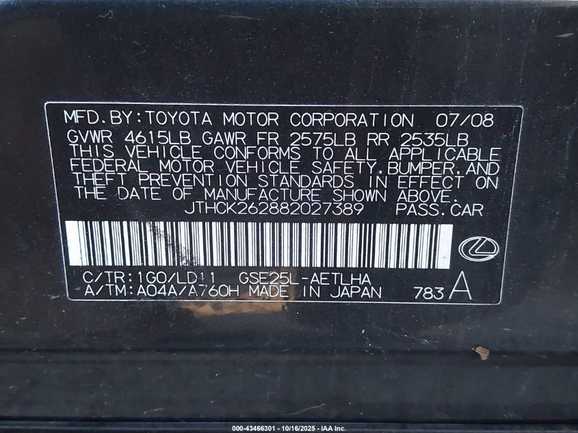 MFD.BY:TOYOTA MOTOR CORPORATION 07/08
GVWR 4615LB GAWR FR 2575LB RR 2535LB
THIS VEHICLE CONFORMS TO ALL APPLICABLE
FEDERAL MOTOR VEHICLE SAFETY,BUMPER,AND
THEFT PREVENTION STANDARDS IN EFFECT ON
THE DATE OF MANUFACTURE SHOWN ABOVE.
JTHCK262882027389 PASS.CAR
C/TR:1G0/LD11 GSE25L-AETLHA
A/TM:A04A/A760H MADE IN JAPAN 783 A
000-43466301 - 10/16/2025 - IAA Inc.